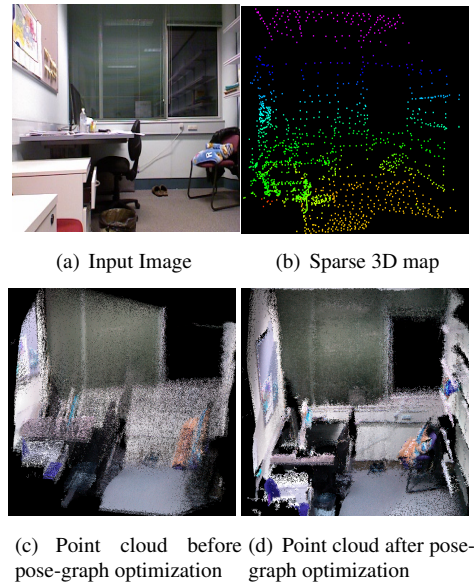 (a) Input Image
(b) Sparse 3D map
(c) Point cloud before pose-graph optimization
(d) Point cloud after pose-graph optimization